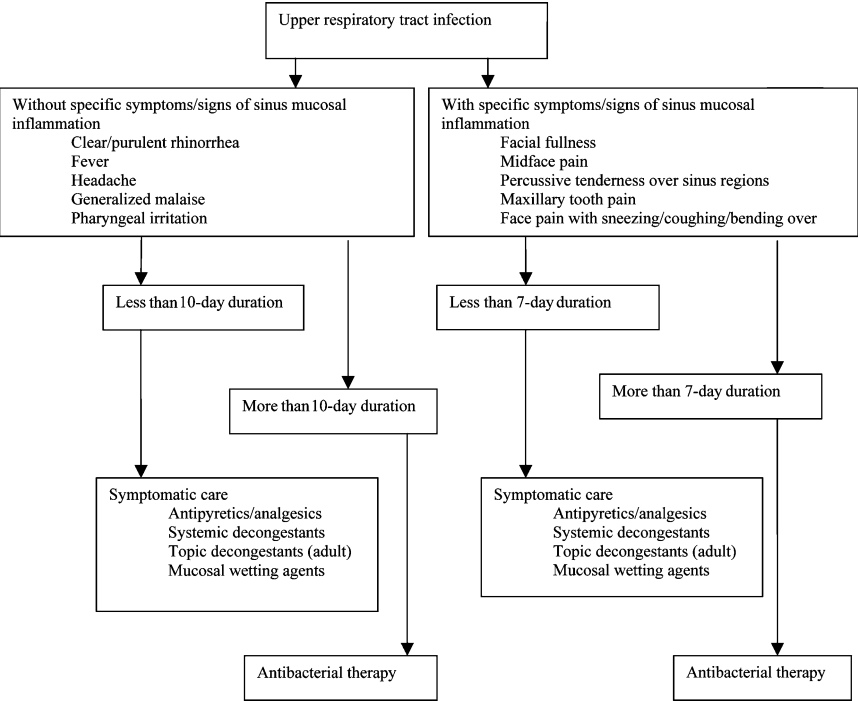 Upper respiratory tract infection
Without specific symptoms/signs of sinus mucosal
inflammation
Clear/purulent rhinorrhea
Fever
Headache
Generalized malaise
Pharyngeal irritation
With specific symptoms/signs of sinus mucosal
inflammation
Facial fullness
Midface pain
Percussive tenderness over sinus regions
Maxillary tooth pain
Face pain with sneezing/coughing/bending over
Less than 10-day duration
Less than 7-day duration
More than 10-day duration
More than 7-day duration
Symptomatic care
Antipyretics/analgesics
Systemic decongestants
Topic decongestants (adult)
Mucosal wetting agents
Symptomatic care
Antipyretics/analgesics
Systemic decongestants
Topic decongestants (adult)
Mucosal wetting agents
Antibacterial therapy
Antibacterial therapy